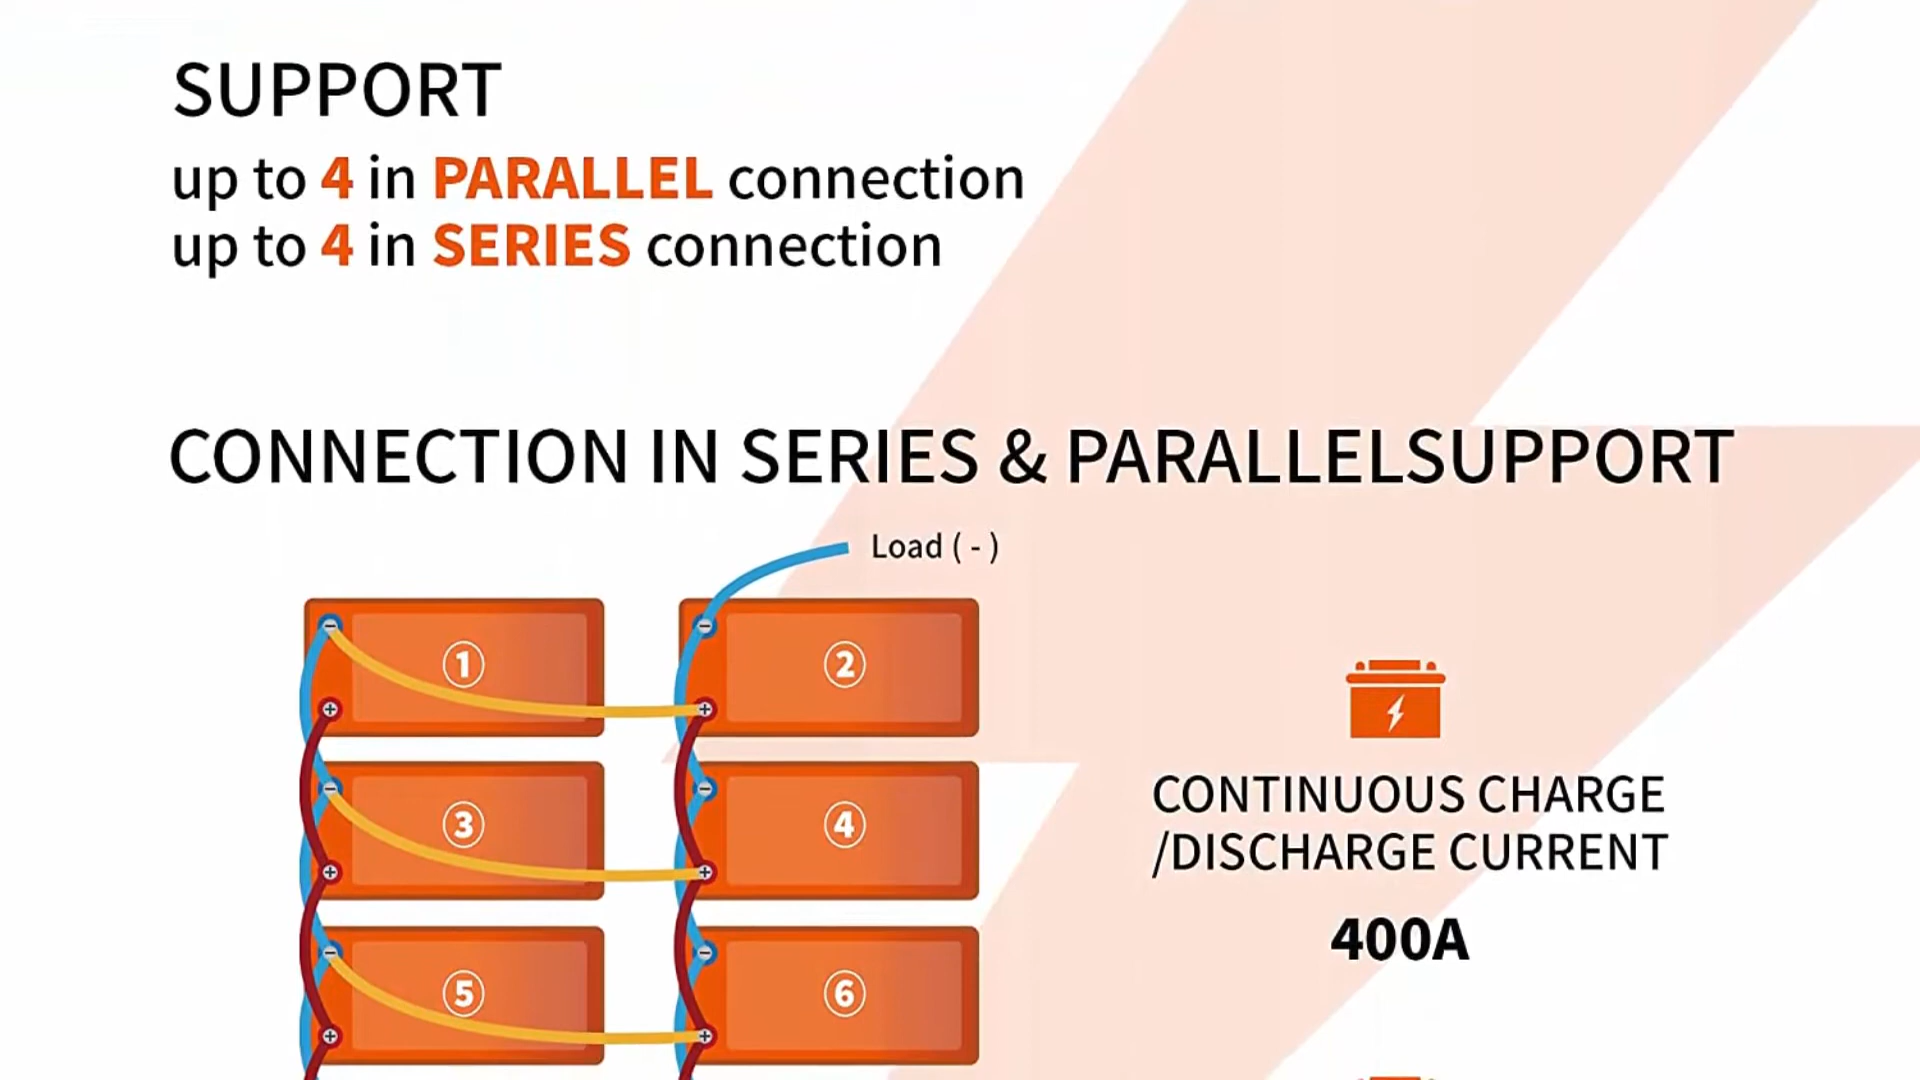 SUPPORT
up to 4 in PARALLEL connection
up to 4 in SERIES connection
CONNECTION IN SERIES & PARALLELSUPPORT
Load ( - )
①
②
③
④
⑤
⑥
CONTINUOUS CHARGE
/DISCHARGE CURRENT
400A